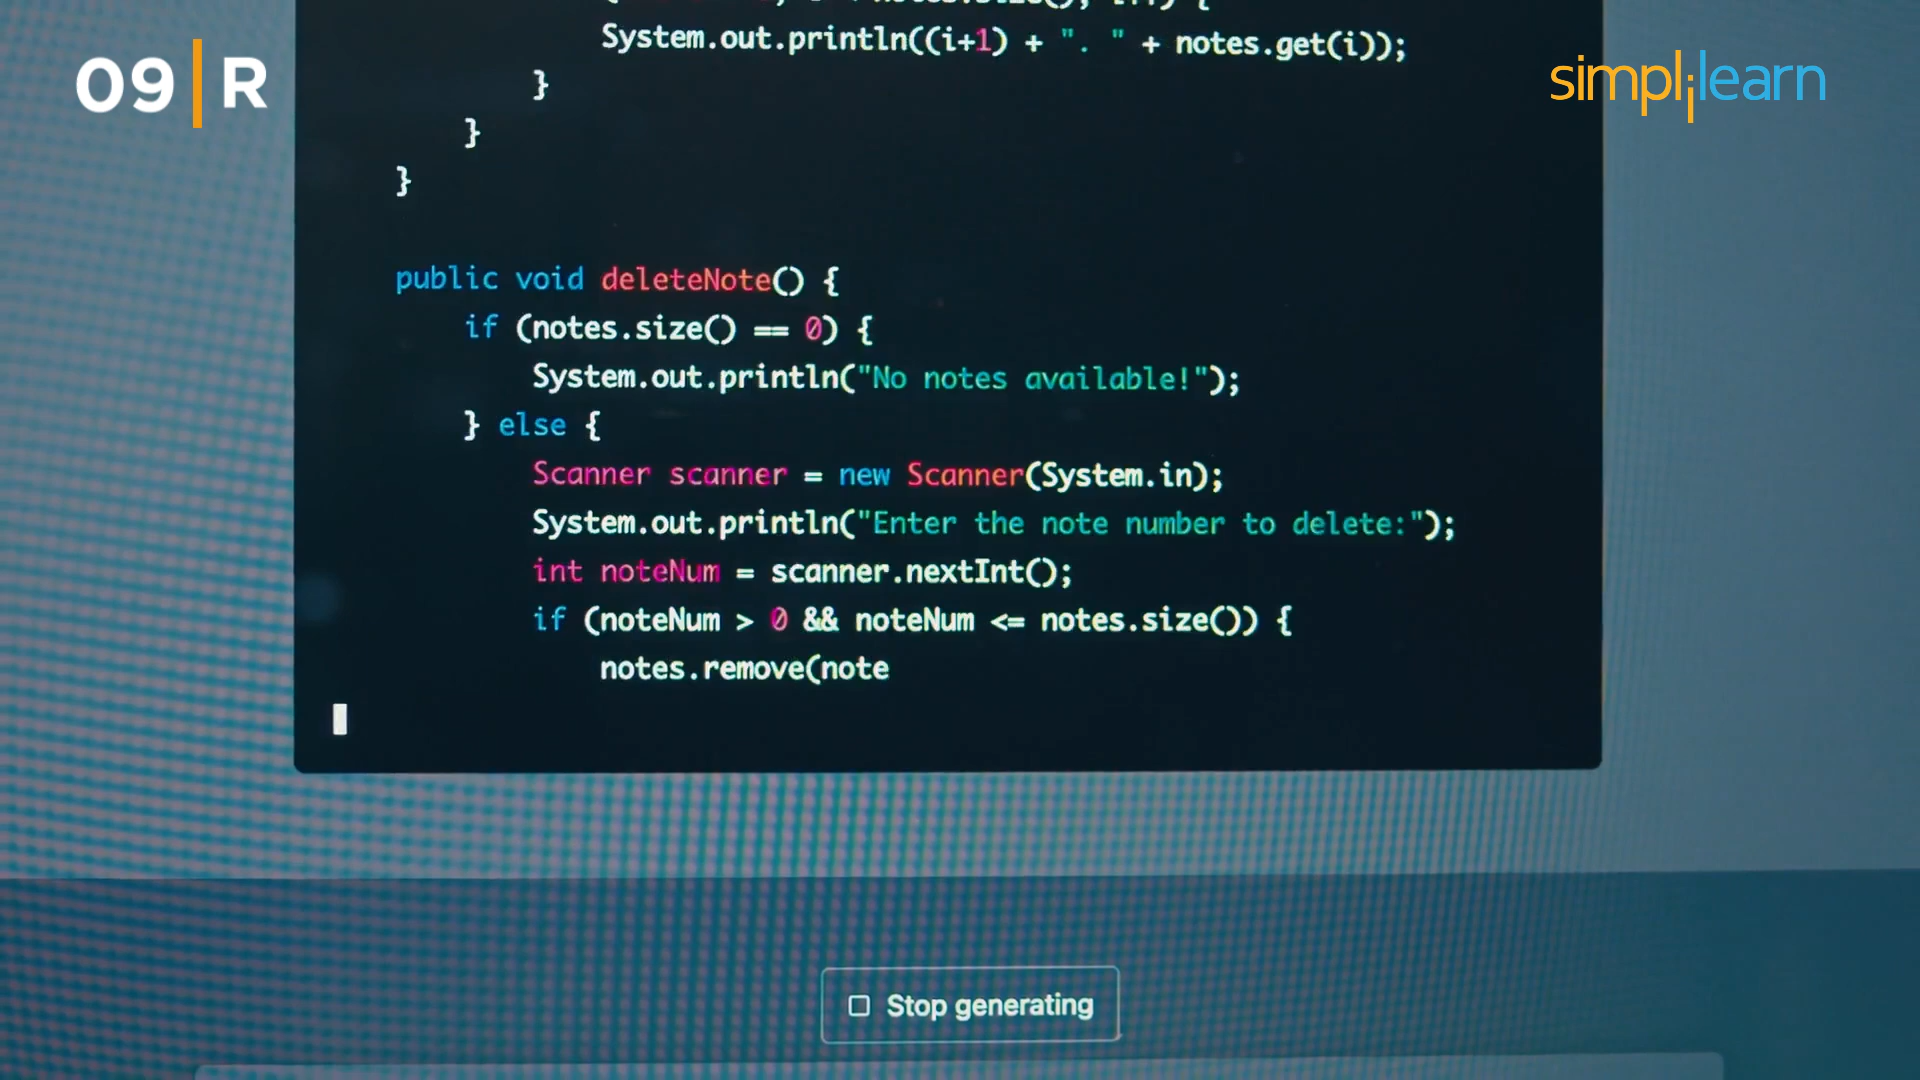 09|R
simplilearn
System.out.println((i+1) + ". " + notes.get(i));
}
}
}
public void deleteNote() {
if (notes.size() == 0) {
System.out.println("No notes available!");
} else {
Scanner scanner = new Scanner(System.in);
System.out.println("Enter the note number to delete:");
int noteNum = scanner.nextInt();
if (noteNum > 0 && noteNum <= notes.size()) {
notes.remove(note
Stop generating